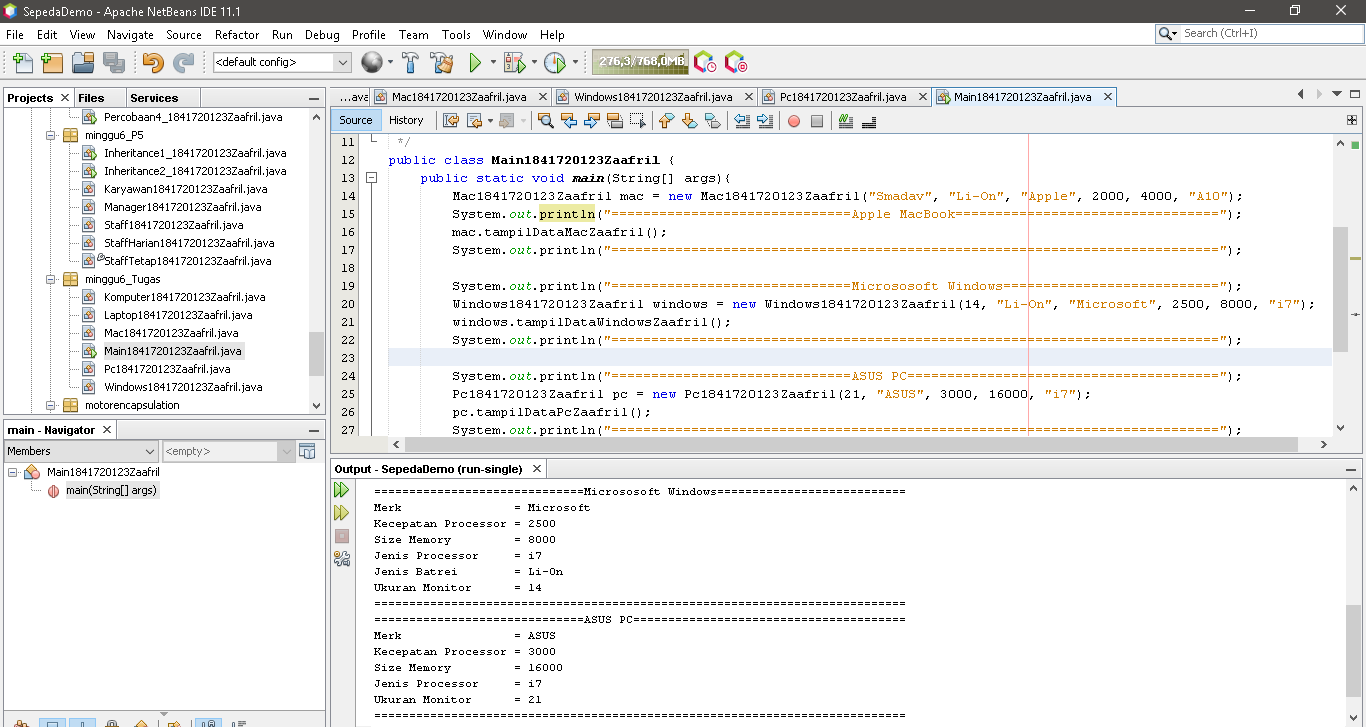 SepedaDemo - Apache NetBeans IDE 11.1
File Edit View Navigate Source Refactor Run Debug Profile Team Tools Window Help
Search (Ctrl+I)
<default config>
276,3/768,0MB
Projects Files Services
Percobaan4_1841720123Zaafril.java
minggu6_P5
Inheritance1_1841720123Zaafril.java
Inheritance2_1841720123Zaafril.java
Karyawan1841720123Zaafril.java
Manager1841720123Zaafril.java
Staff1841720123Zaafril.java
StaffHarian1841720123Zaafril.java
StaffTetap1841720123Zaafril.java
minggu6_Tugas
Komputer1841720123Zaafril.java
Laptop1841720123Zaafril.java
Mac1841720123Zaafril.java
Main1841720123Zaafril.java
Pc1841720123Zaafril.java
Windows1841720123Zaafril.java
motorencapsulation
main - Navigator
Members <empty>
Main1841720123Zaafril
main(String[] args)
...ava Mac1841720123Zaafril.java Windows1841720123Zaafril.java Pc1841720123Zaafril.java Main1841720123Zaafril.java
Source History
11 */
12 public class Main1841720123Zaafril {
13 public static void main(String[] args){
14 Mac1841720123Zaafril mac = new Mac1841720123Zaafril("Smadav", "Li-On", "Apple", 2000, 4000, "A10");
15 System.out.println("==============================Apple MacBook=================================");
16 mac.tampilDataMacZaafril();
17 System.out.println("============================================================================");
18
19 System.out.println("==============================Micrososoft Windows===========================");
20 Windows1841720123Zaafril windows = new Windows1841720123Zaafril(14, "Li-On", "Microsoft", 2500, 8000, "i7");
21 windows.tampilDataWindowsZaafril();
22 System.out.println("============================================================================");
23
24 System.out.println("==============================ASUS PC=======================================");
25 Pc1841720123Zaafril pc = new Pc1841720123Zaafril(21, "ASUS", 3000, 16000, "i7");
26 pc.tampilDataPcZaafril();
27 System.out.println("============================================================================");
Output - SepedaDemo (run-single)
==============================Micrososoft Windows===========================
Merk = Microsoft
Kecepatan Processor = 2500
Size Memory = 8000
Jenis Processor = i7
Jenis Batrei = Li-On
Ukuran Monitor = 14
============================================================================
==============================ASUS PC=======================================
Merk = ASUS
Kecepatan Processor = 3000
Size Memory = 16000
Jenis Processor = i7
Ukuran Monitor = 21
============================================================================